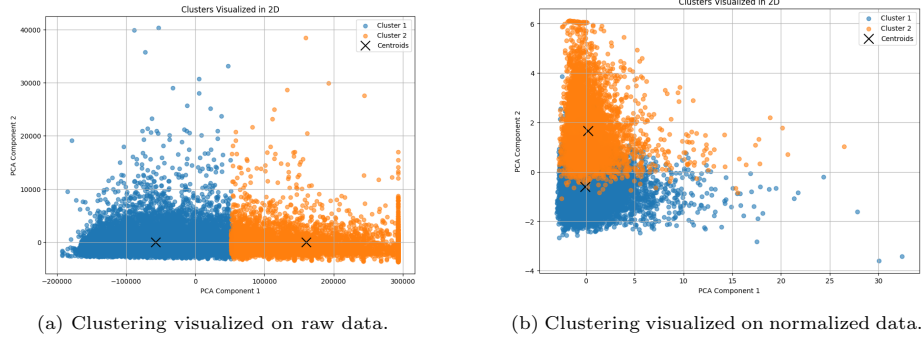 Clusters Visualized in 2D
Cluster 1
Cluster 2
Centroids
40000
30000
20000
10000
0
PCA Component 2
−200000 −100000 0 100000 200000 300000
PCA Component 1
(a) Clustering visualized on raw data.
Clusters Visualized in 2D
Cluster 1
Cluster 2
Centroids
6
4
2
0
−2
−4
PCA Component 2
0 5 10 15 20 25 30
PCA Component 1
(b) Clustering visualized on normalized data.